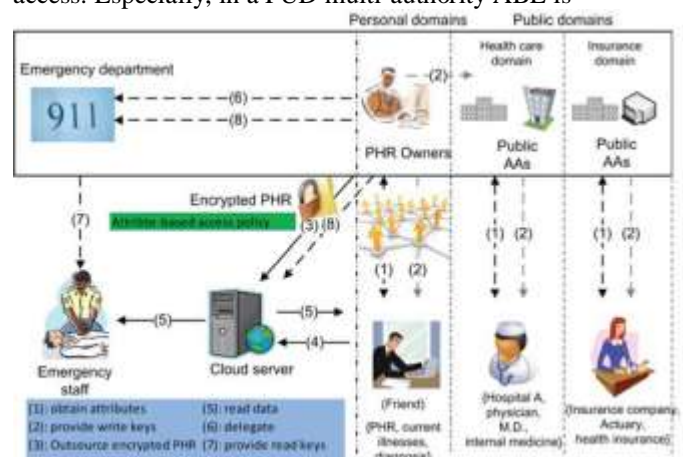 access. Especially, in a PUD multi-authority ABE is
Personal domains
Public domains
Emergency department
911
(6)
(8)
(2)
PHR Owners
Health care
domain
Public
AAs
Insurance
domain
Public
AAs
Encrypted PHR
Attribute-based access policy
(3) (8)
(7)
(1)
(2)
(1)
(2)
(1)
(2)
(5)
(5)
(4)
Emergency
staff
Cloud server
(Friend)
(PHR, current
illnesses,
(Hospital A,
physician,
M.D.,
internal medicine)
(Insurance company,
Actuary,
health insurance)
(1): obtain attributes
(2): provide write keys
(3): Outsource encrypted PHR
(5): read data
(6): delegate
(7): provide read keys